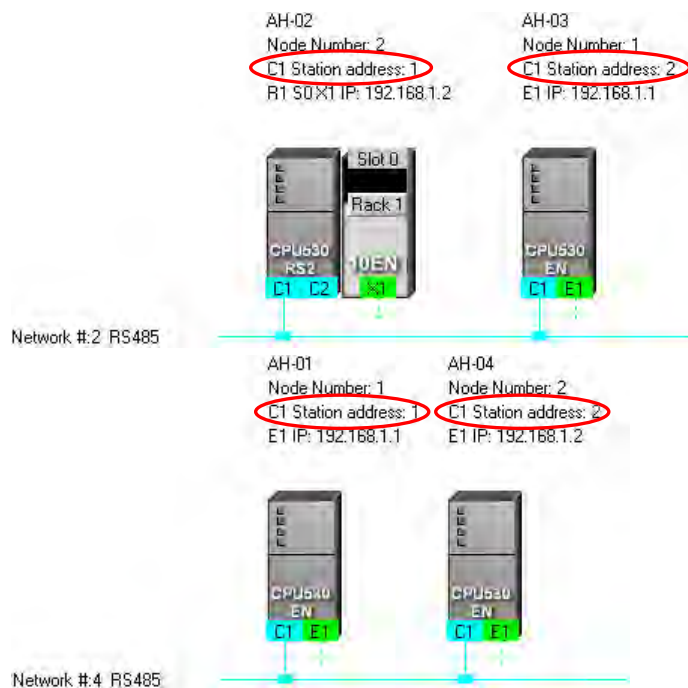 AH-02
Node Number: 2
C1 Station address: 1
R1 S0 X1 IP: 192.168.1.2
AH-03
Node Number: 1
C1 Station address: 2
E1 IP: 192.168.1.1
Slot 0
Rack 1
CPU530
RS2
10EN
C1 C2
X1
CPU530
EN
C1 E1
Network #:2 RS485
AH-01
Node Number: 1
C1 Station address: 1
E1 IP: 192.168.1.1
AH-04
Node Number: 2
C1 Station address: 2
E1 IP: 192.168.1.2
CPU530
EN
C1 E1
CPU530
EN
C1 E1
Network #:4 RS485